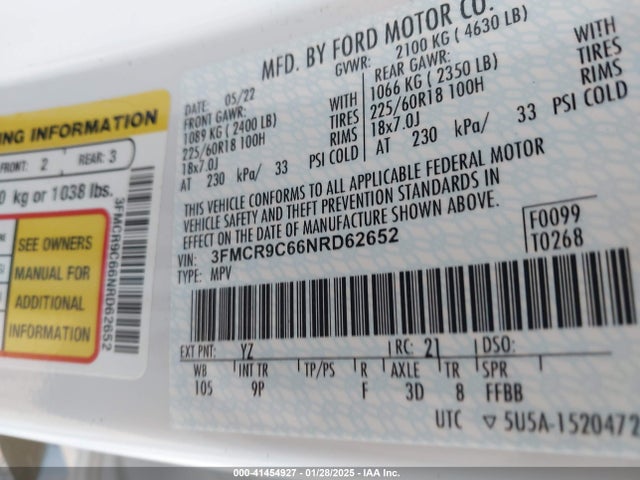 NG INFORMATION
FRONT: 2 REAR: 3
0 kg or 1038 lbs.
SEE OWNERS
MANUAL FOR
ADDITIONAL
INFORMATION
3FMCR9C66NRD62652
MFD. BY FORD MOTOR CO.
DATE: 05/22 GVWR: 2100 KG ( 4630 LB)
FRONT GAWR: REAR GAWR:
1089 KG ( 2400 LB) WITH 1066 KG ( 2350 LB) WITH
225/60R18 100H TIRES 225/60R18 100H TIRES
18x7.0J RIMS 18x7.0J RIMS
AT 230 kPa/ 33 PSI COLD AT 230 kPa/ 33 PSI COLD
THIS VEHICLE CONFORMS TO ALL APPLICABLE FEDERAL MOTOR
VEHICLE SAFETY AND THEFT PREVENTION STANDARDS IN
EFFECT ON THE DATE OF MANUFACTURE SHOWN ABOVE.
VIN: 3FMCR9C66NRD62652 F0099
TYPE: MPV T0268
EXT PNT: YZ RC: 21 DSO:
WB INT TR TP/PS R AXLE TR SPR
105 9P F 3D 8 FFBB
UTC ▽ 5U5A-1520472
000-41454927 - 01/28/2025 - IAA Inc.